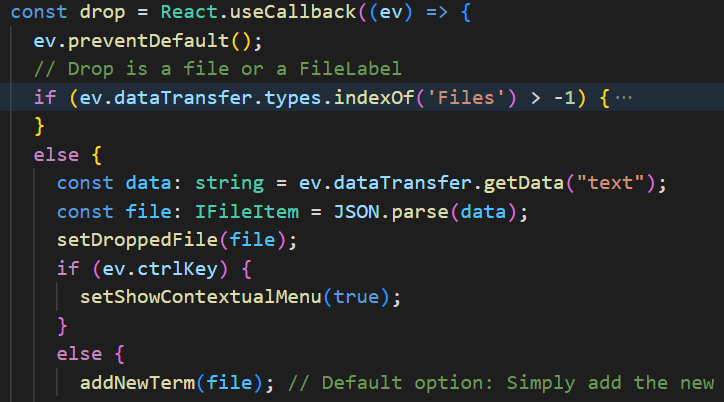 const drop = React.useCallback((ev) => {
ev.preventDefault();
// Drop is a file or a FileLabel
if (ev.dataTransfer.types.indexOf('Files') > -1) {⋯
}
else {
const data: string = ev.dataTransfer.getData("text");
const file: IFileItem = JSON.parse(data);
setDroppedFile(file);
if (ev.ctrlKey) {
setShowContextualMenu(true);
}
else {
addNewTerm(file); // Default option: Simply add the new